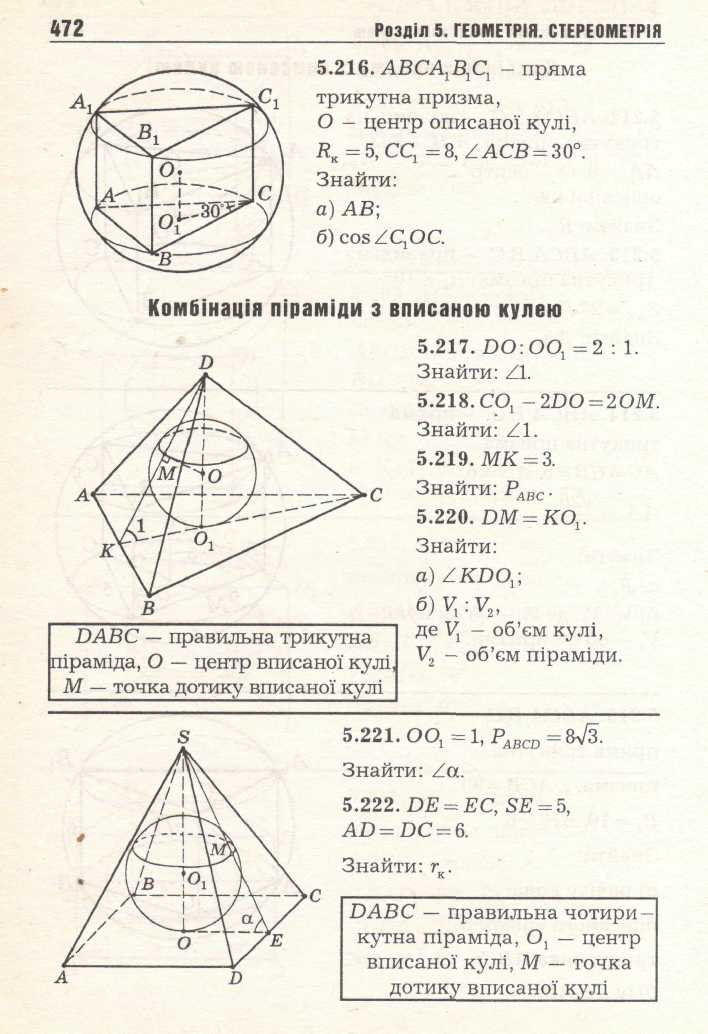 472
Розділ 5. ГЕОМЕТРІЯ. СТЕРЕОМЕТРІЯ
5.216. ABCA₁B₁C₁ – пряма
трикутна призма,
O – центр описаної кулі,
Rₖ = 5, CC₁ = 8, ∠ACB = 30°.
Знайти:
а) AB;
б) cos ∠C₁OC.
A₁
C₁
B₁
O
A
C
30°
O₁
B
Комбінація піраміди з вписаною кулею
5.217. DO : OO₁ = 2 : 1.
Знайти: ∠1.
5.218. CO₁ – 2DO = 2OM.
Знайти: ∠1.
5.219. MK = 3.
Знайти: P_ABC.
5.220. DM = KO₁.
Знайти:
а) ∠KDO₁;
б) V₁ : V₂,
де V₁ – об'єм кулі,
V₂ – об'єм піраміди.
D
M
O
A
C
1
K
O₁
B
DABC — правильна трикутна
піраміда, O — центр вписаної кулі,
M — точка дотику вписаної кулі
5.221. OO₁ = 1, P_ABCD = 8√3.
Знайти: ∠α.
5.222. DE = EC, SE = 5,
AD = DC = 6.
Знайти: rₖ.
S
M
B
O₁
C
α
O
E
A
D
DABC — правильна чотири–
кутна піраміда, O₁ — центр
вписаної кулі, M — точка
дотику вписаної кулі